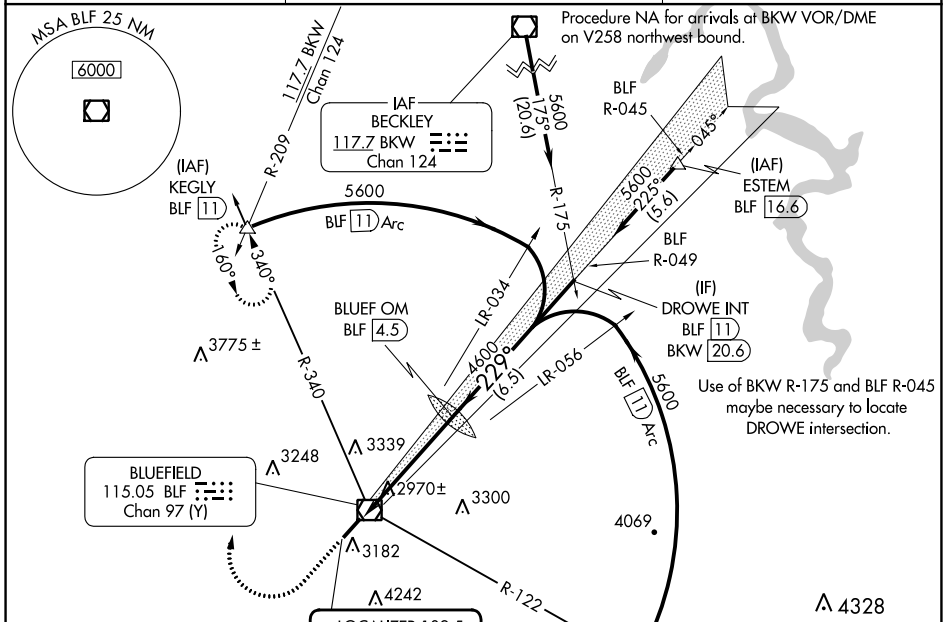 MSA BLF 25 NM
6000
117.7 BKW
Chan 124
R-209
Procedure NA for arrivals at BKW VOR/DME
on V258 northwest bound.
IAF
BECKLEY
117.7 BKW
Chan 124
5600
175°
(20.6)
R-175
BLF
R-045
045°
(IAF)
ESTEM
BLF 16.6
5600
225°
(5.6)
(IAF)
KEGLY
BLF 11
5600
BLF 11 Arc
160°
340°
BLF
R-049
(IF)
DROWE INT
BLF 11
BKW 20.6
BLUEF OM
BLF 4.5
LR-034
4600
229°
(6.5)
LR-056
5600
BLF 11 Arc
Use of BKW R-175 and BLF R-045
maybe necessary to locate
DROWE intersection.
3775 ±
R-340
3339
3248
2970±
3300
BLUEFIELD
115.05 BLF
Chan 97 (Y)
4069
3182
R-122
4242
4328